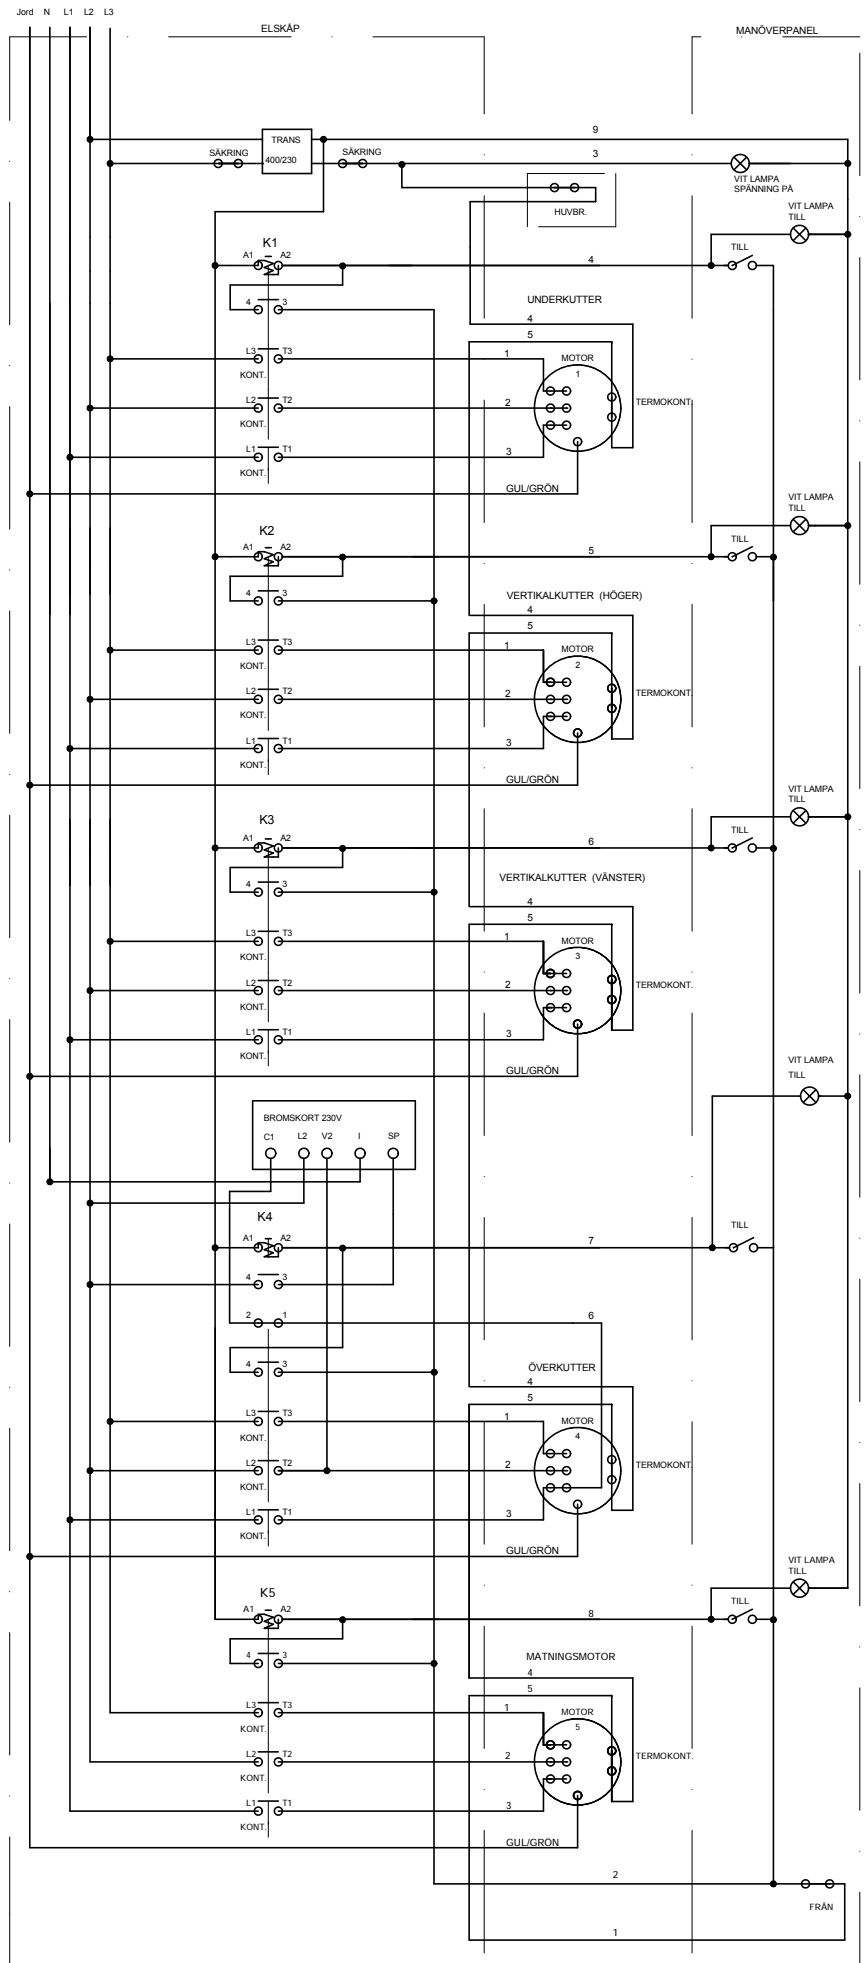 Jord N L1 L2 L3
ELSKÅP
MANÖVERPANEL
9
TRANS
400/230
SÄKRING
SÄKRING
3
VIT LAMPA
SPÄNNING PÅ
HUVBR.
VIT LAMPA
TILL
K1
A1 A2
4
TILL
4 3
UNDERKUTTER
4
5
L3 T3
KONT.
1
MOTOR
1
L2 T2
KONT.
2
TERMOKONT.
L1 T1
KONT.
3
GUL/GRÖN
VIT LAMPA
TILL
K2
A1 A2
5
TILL
4 3
VERTIKALKUTTER (HÖGER)
4
5
L3 T3
KONT.
1
MOTOR
2
L2 T2
KONT.
2
TERMOKONT.
L1 T1
KONT.
3
GUL/GRÖN
VIT LAMPA
TILL
K3
A1 A2
6
TILL
4 3
VERTIKALKUTTER (VÄNSTER)
4
5
L3 T3
KONT.
1
MOTOR
3
L2 T2
KONT.
2
TERMOKONT.
L1 T1
KONT.
3
GUL/GRÖN
VIT LAMPA
TILL
BROMSKORT 230V
C1 L2 V2 I SP
K4
A1 A2
7
TILL
4 3
2 1
6
4 3
ÖVERKUTTER
4
5
L3 T3
KONT.
1
MOTOR
4
L2 T2
KONT.
2
TERMOKONT.
L1 T1
KONT.
3
GUL/GRÖN
VIT LAMPA
TILL
K5
A1 A2
8
TILL
4 3
MATNINGSMOTOR
4
5
L3 T3
KONT.
1
MOTOR
5
L2 T2
KONT.
2
TERMOKONT.
L1 T1
KONT.
3
GUL/GRÖN
2
FRÅN
1